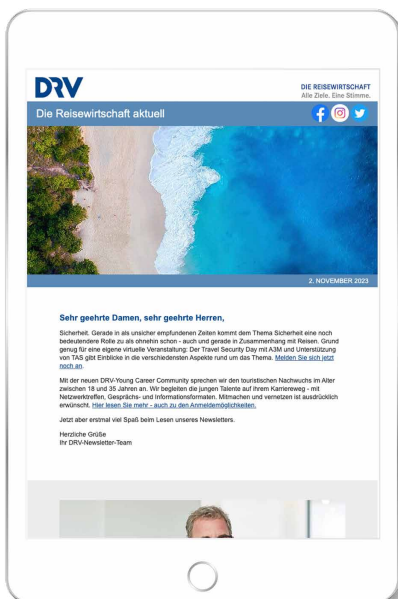 DRV
DIE REISEWIRTSCHAFT
Alle Ziele. Eine Stimme.
Die Reisewirtschaft aktuell
2. NOVEMBER 2023
Sehr geehrte Damen, sehr geehrte Herren,
Sicherheit. Gerade in als unsicher empfundenen Zeiten kommt dem Thema Sicherheit eine noch
bedeutendere Rolle zu als ohnehin schon - auch und gerade in Zusammenhang mit Reisen. Grund
genug für eine eigene virtuelle Veranstaltung: Der Travel Security Day mit A3M und Unterstützung
von TAS gibt Einblicke in die verschiedensten Aspekte rund um das Thema. Melden Sie sich jetzt
noch an.
Mit der neuen DRV-Young Career Community sprechen wir den touristischen Nachwuchs im Alter
zwischen 18 und 35 Jahren an. Wir begleiten die jungen Talente auf ihrem Karriereweg - mit
Netzwerktreffen, Gesprächs- und Informationsformaten. Mitmachen und vernetzen ist ausdrücklich
erwünscht. Hier lesen Sie mehr - auch zu den Anmeldemöglichkeiten.
Jetzt aber erstmal viel Spaß beim Lesen unseres Newsletters.
Herzliche Grüße
Ihr DRV-Newsletter-Team